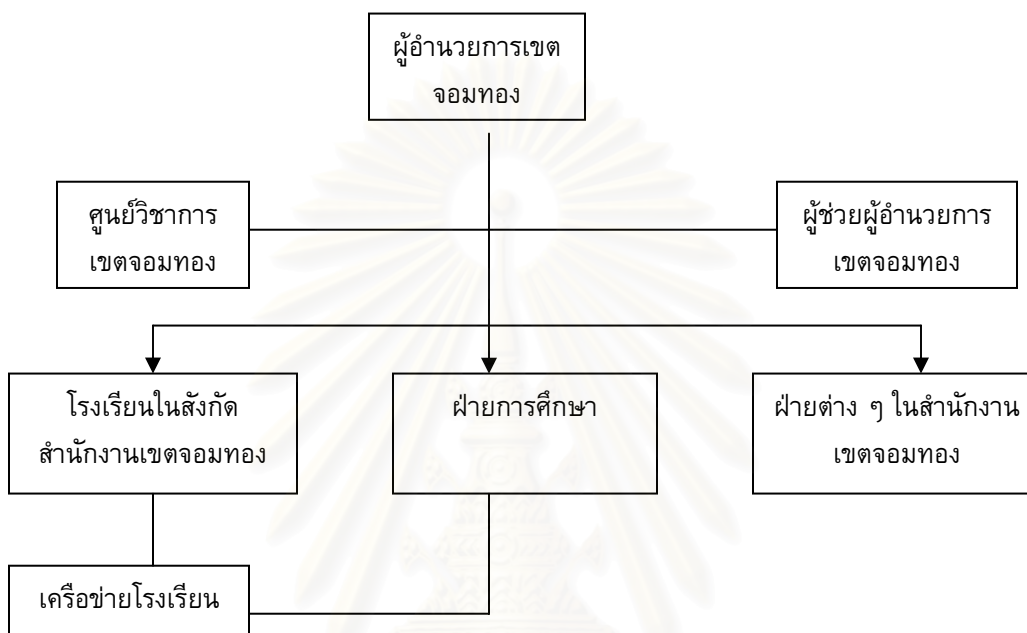 ผู้อำนวยการเขต
จอมทอง
ศูนย์วิชาการ
เขตจอมทอง
ผู้ช่วยผู้อำนวยการ
เขตจอมทอง
โรงเรียนในสังกัด
สำนักงานเขตจอมทอง
ฝ่ายการศึกษา
ฝ่ายต่าง ๆ ในสำนักงาน
เขตจอมทอง
เครือข่ายโรงเรียน